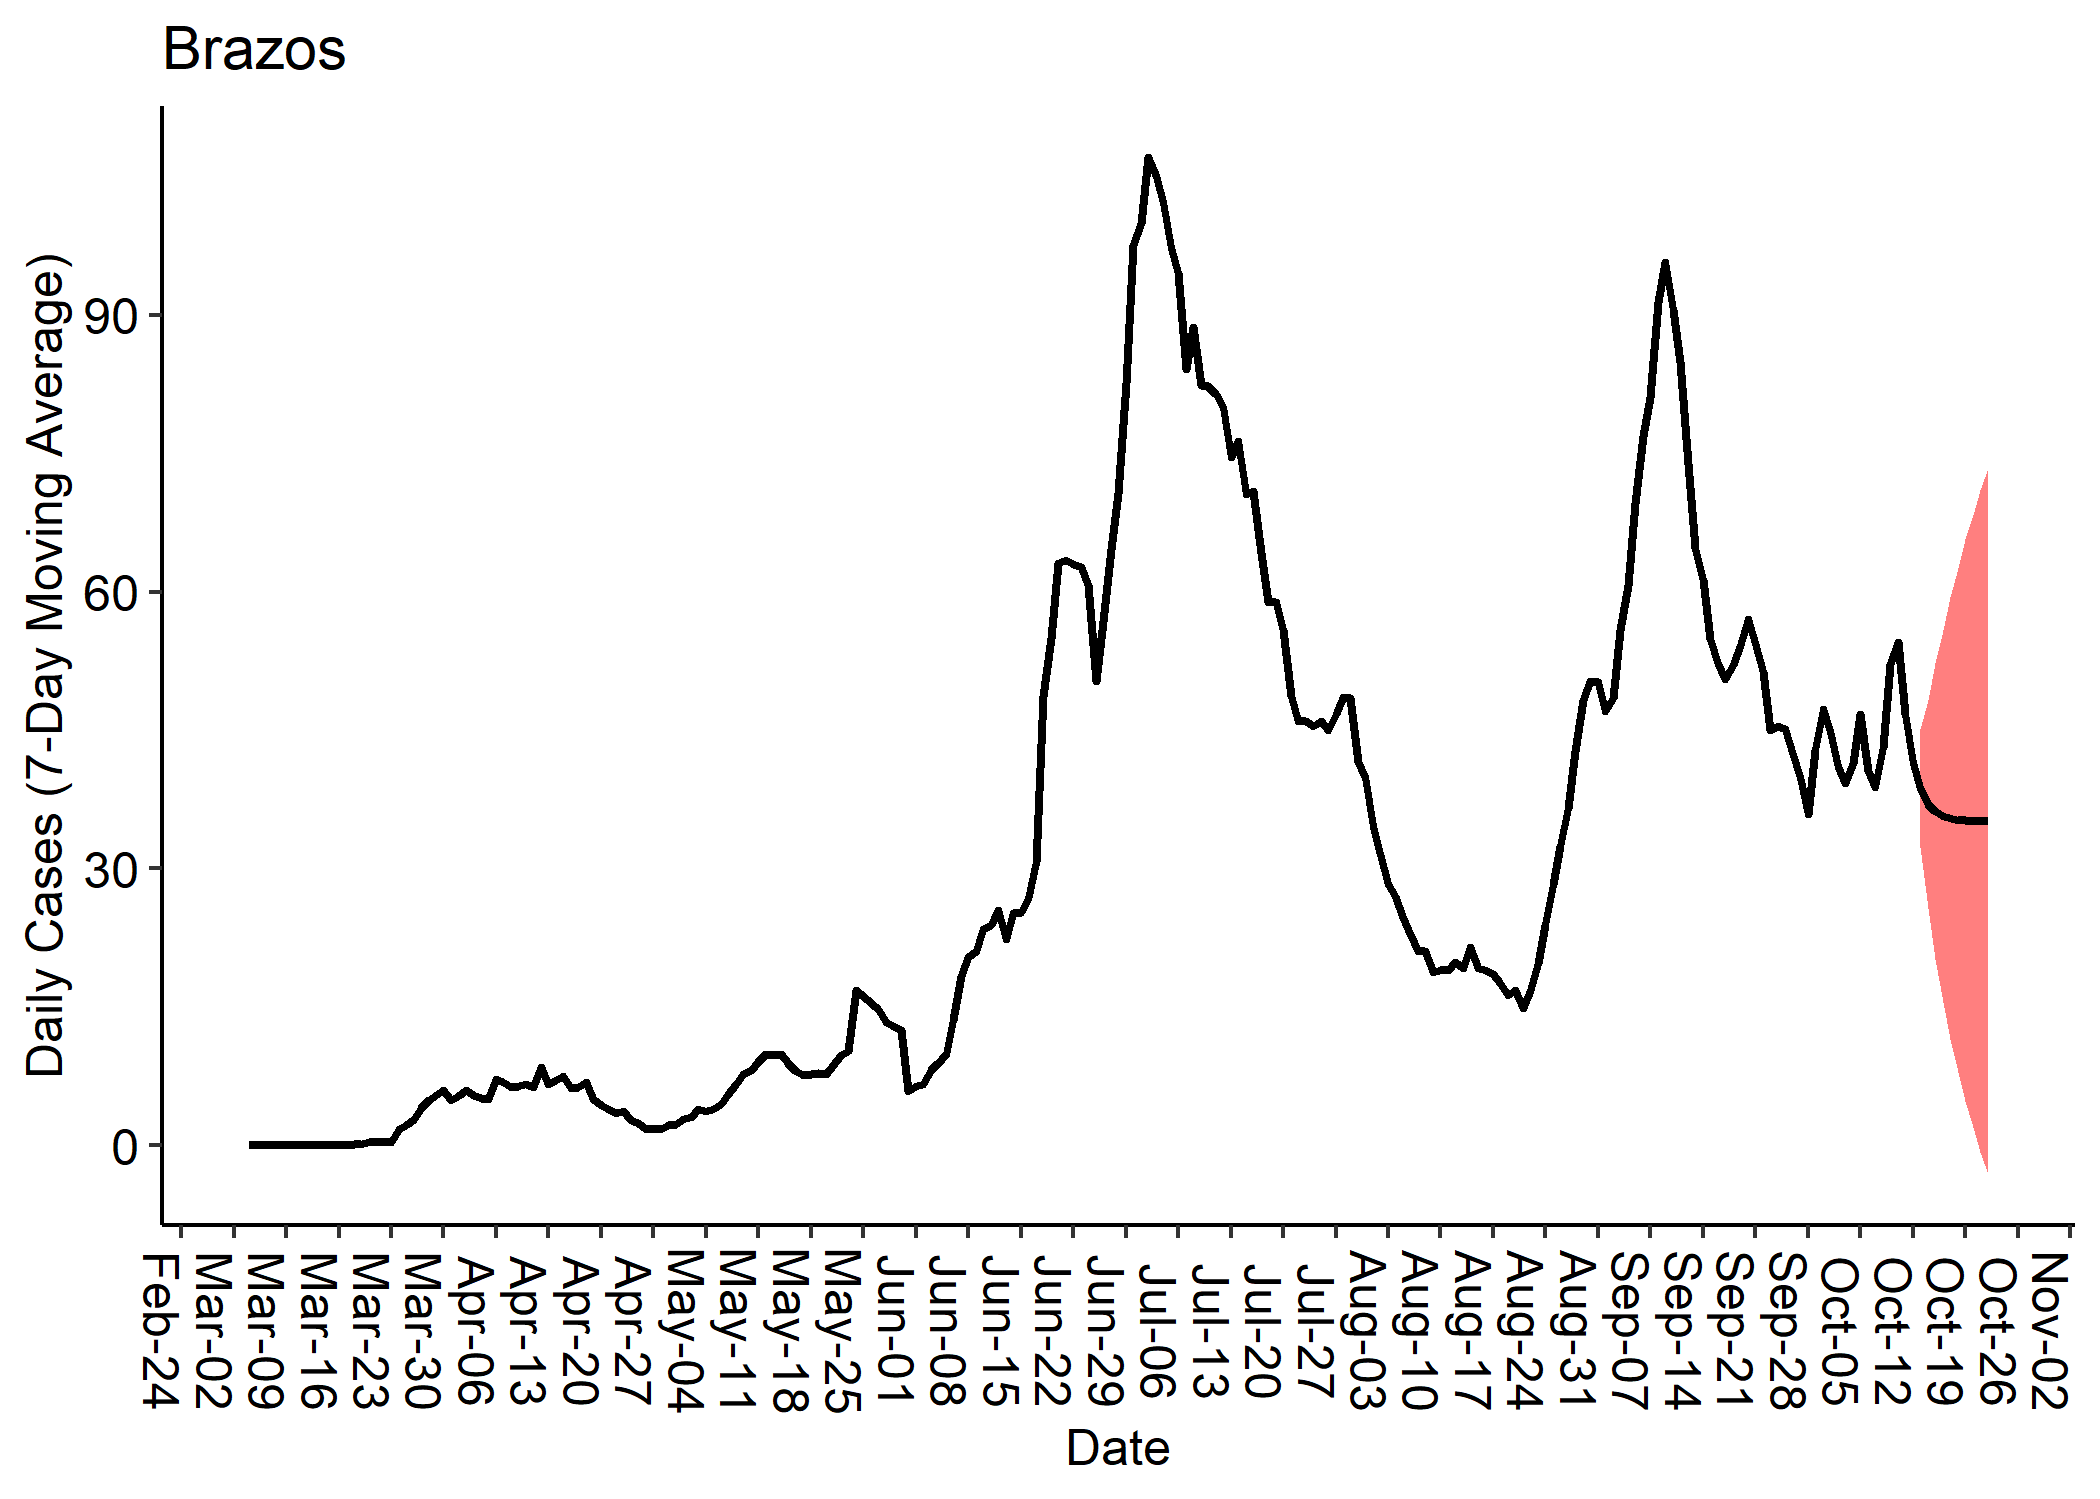 Brazos
Daily Cases (7-Day Moving Average)
90
60
30
0
Feb-24
Mar-02
Mar-09
Mar-16
Mar-23
Mar-30
Apr-06
Apr-13
Apr-20
Apr-27
May-04
May-11
May-18
May-25
Jun-01
Jun-08
Jun-15
Jun-22
Jun-29
Jul-06
Jul-13
Jul-20
Jul-27
Aug-03
Aug-10
Aug-17
Aug-24
Aug-31
Sep-07
Sep-14
Sep-21
Sep-28
Oct-05
Oct-12
Oct-19
Oct-26
Nov-02
Date